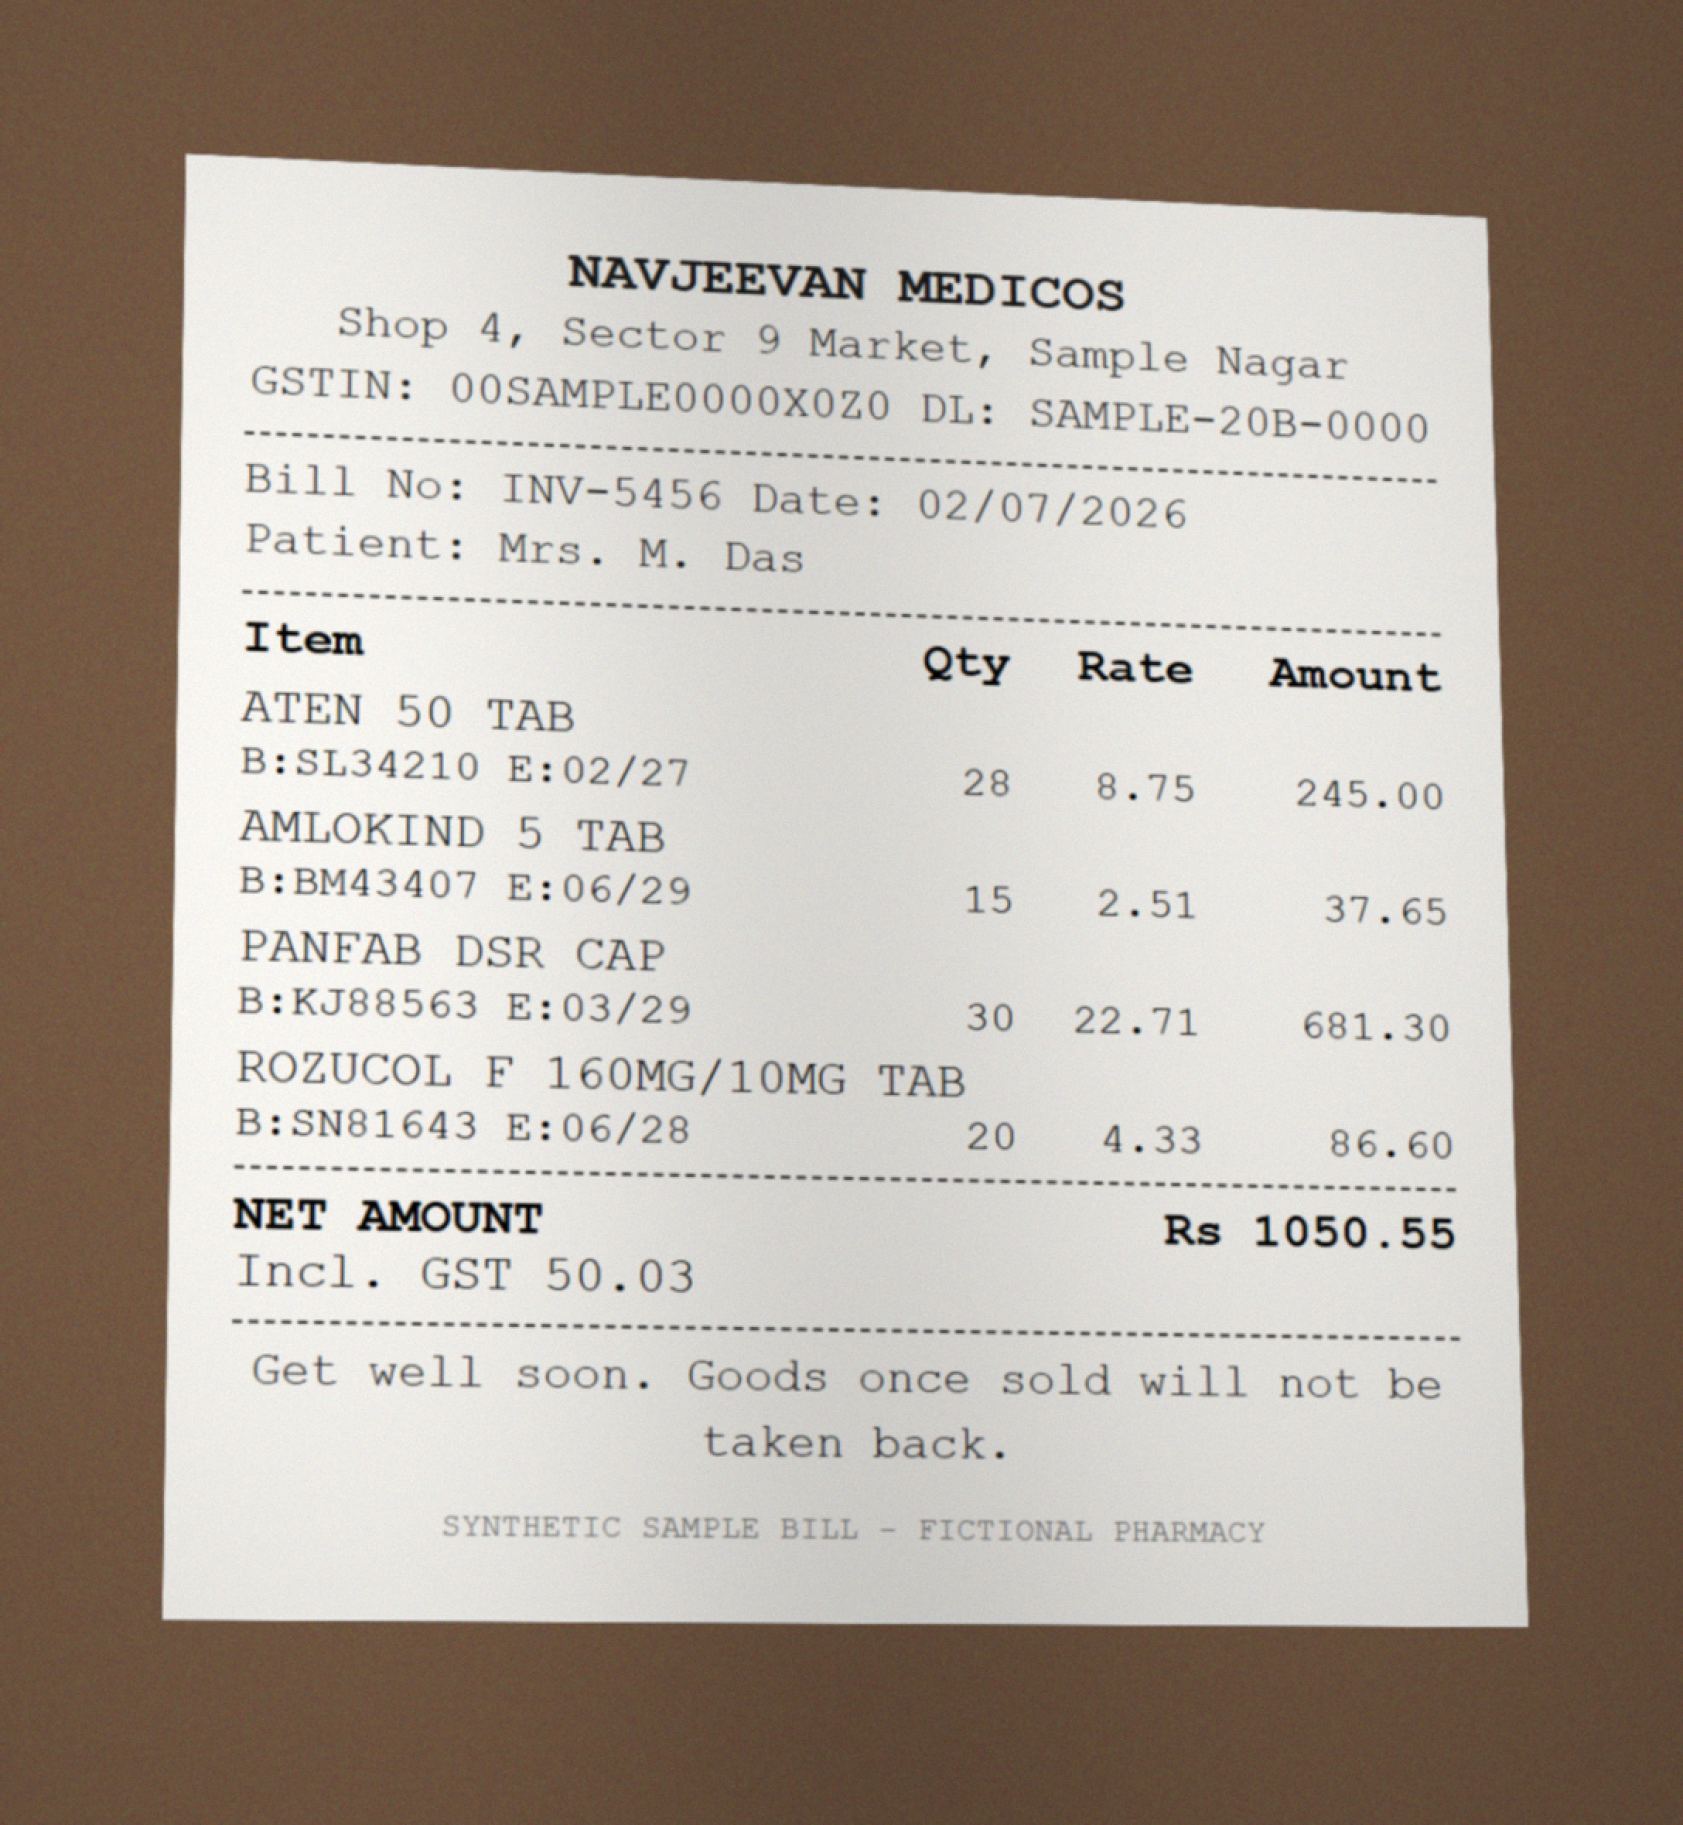 NAVJEEVAN MEDICOS
Shop 4, Sector 9 Market, Sample Nagar
GSTIN: 00SAMPLE0000X0Z0 DL: SAMPLE-20B-0000
Bill No: INV-5456 Date: 02/07/2026
Patient: Mrs. M. Das
Item Qty Rate Amount
ATEN 50 TAB
B:SL34210 E:02/27 28 8.75 245.00
AMLOKIND 5 TAB
B:BM43407 E:06/29 15 2.51 37.65
PANFAB DSR CAP
B:KJ88563 E:03/29 30 22.71 681.30
ROZUCOL F 160MG/10MG TAB
B:SN81643 E:06/28 20 4.33 86.60
NET AMOUNT Rs 1050.55
Incl. GST 50.03
Get well soon. Goods once sold will not be
taken back.
SYNTHETIC SAMPLE BILL - FICTIONAL PHARMACY